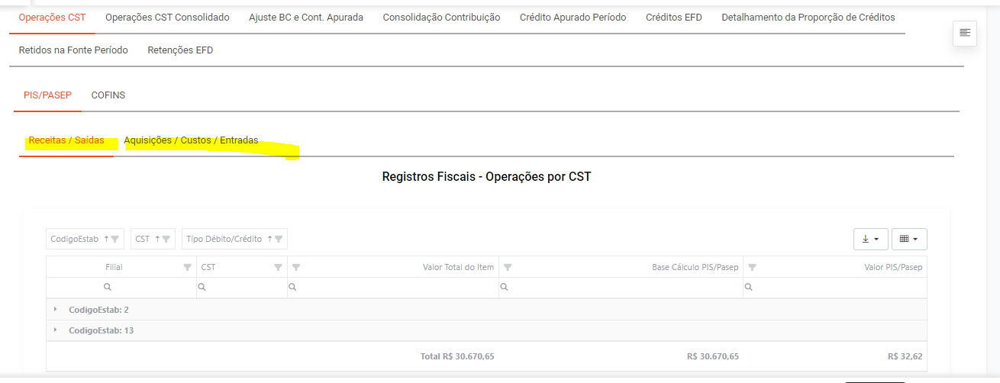 Operações CST Operações CST Consolidado Ajuste BC e Cont. Apurada Consolidação Contribuição Crédito Apurado Período Créditos EFD Detalhamento da Proporção de Créditos
Retidos na Fonte Período Retenções EFD
PIS/PASEP COFINS
Receitas / Saídas Aquisições / Custos / Entradas
Registros Fiscais - Operações por CST
CodigoEstab CST Tipo Débito/Crédito
Filial CST Valor Total do Item Base Cálculo PIS/Pasep Valor PIS/Pasep
CodigoEstab: 2
CodigoEstab: 13
Total R$ 30.670,65 R$ 30.670,65 R$ 32,62